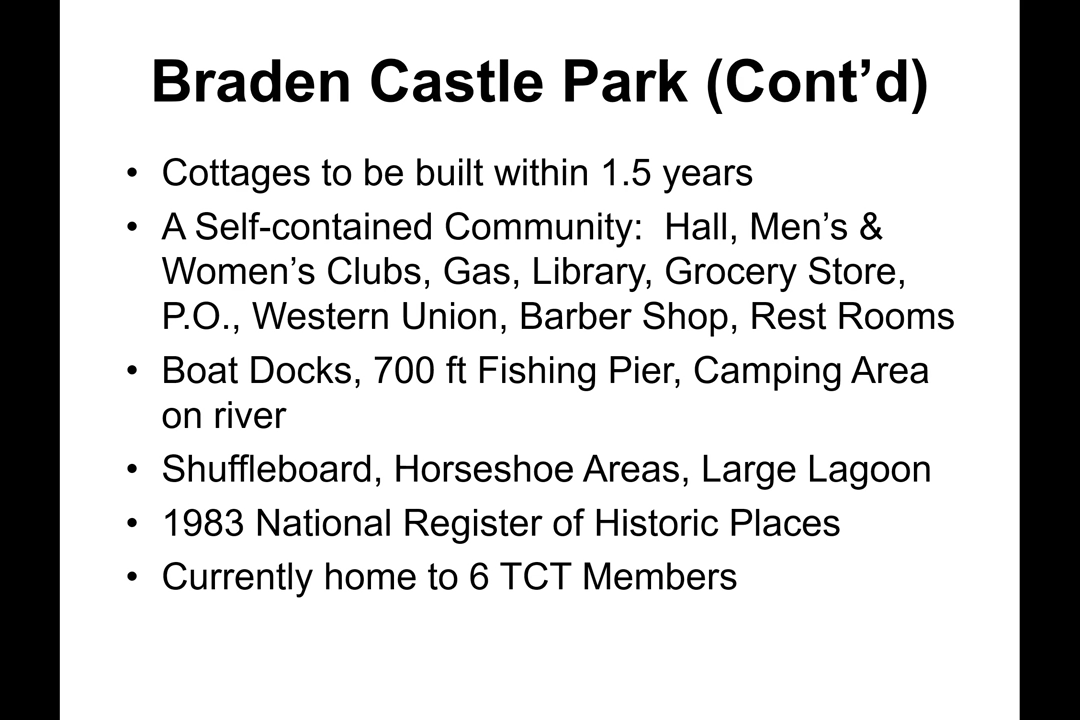 Braden Castle Park (Cont’d)
• Cottages to be built within 1.5 years
• A Self-contained Community:  Hall, Men’s &
Women’s Clubs, Gas, Library, Grocery Store,
P.O., Western Union, Barber Shop, Rest Rooms
• Boat Docks, 700 ft Fishing Pier, Camping Area
on river
• Shuffleboard, Horseshoe Areas, Large Lagoon
• 1983 National Register of Historic Places
• Currently home to 6 TCT Members